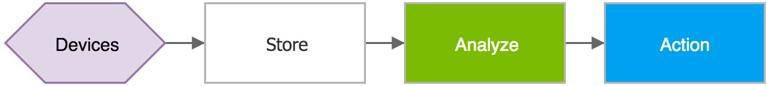 Devices
Store
Analyze
Action